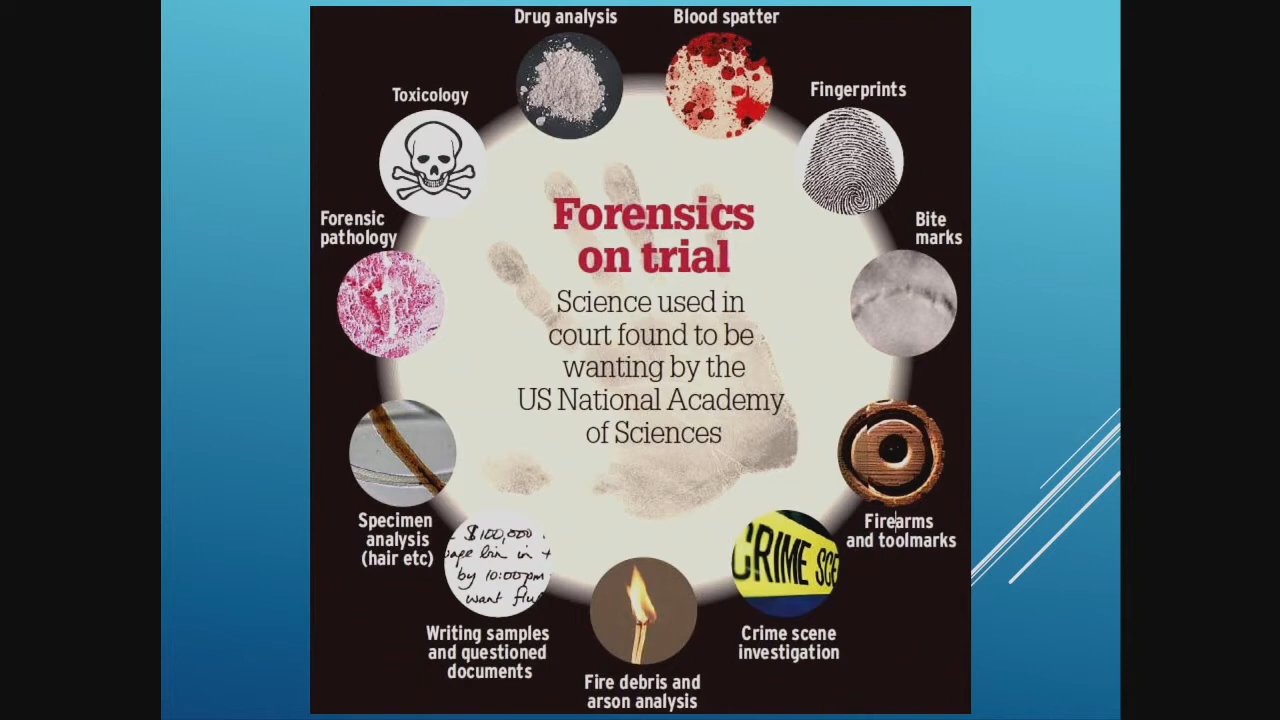 Drug analysis
Blood spatter
Toxicology
Fingerprints
Forensic
pathology
Bite
marks
Forensics
on trial
Science used in
court found to be
wanting by the
US National Academy
of Sciences
Specimen
analysis
(hair etc)
Firearms
and toolmarks
$100,000
by 10:00pm
want
CRIME SCE
Writing samples
and questioned
documents
Crime scene
investigation
Fire debris and
arson analysis